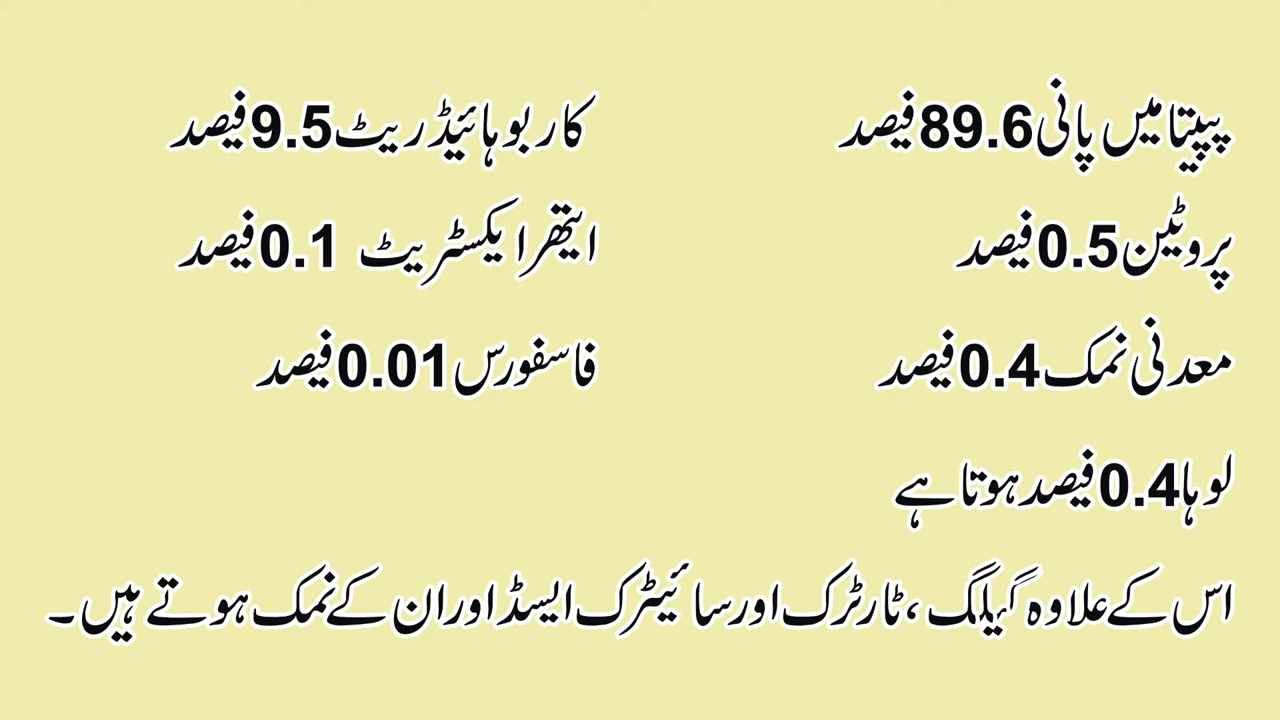 پپیتا میں پانی 89.6 فیصد کاربوہائیڈریٹ 9.5 فیصد
پروٹین 0.5 فیصد ایتھر ایکسٹریٹ 0.1 فیصد
معدنی نمک 0.4 فیصد فاسفورس 0.01 فیصد
لوہا 0.4 فیصد ہوتا ہے
اس کے علاوہ گیلگ ، ٹارٹرک اور سائیٹرک ایسڈ اور ان کے نمک ہوتے ہیں۔